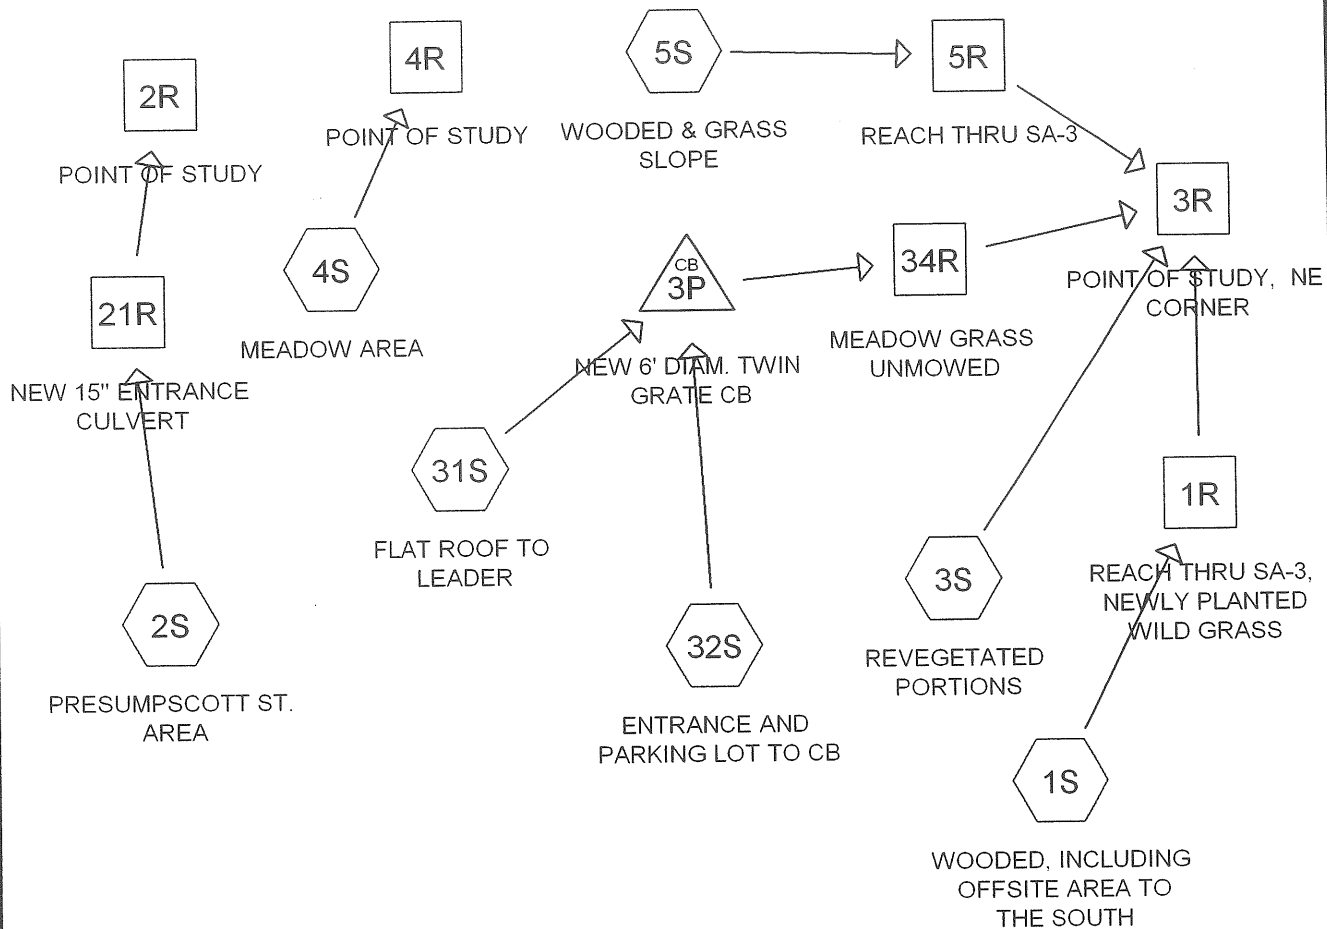 2R
POINT OF STUDY
4R
POINT OF STUDY
5S
WOODED & GRASS
SLOPE
5R
REACH THRU SA-3
3R
POINT OF STUDY, NE
CORNER
21R
NEW 15" ENTRANCE
CULVERT
4S
MEADOW AREA
CB
3P
NEW 6' DIAM. TWIN
GRATE CB
34R
MEADOW GRASS
UNMOWED
31S
FLAT ROOF TO
LEADER
1R
REACH THRU SA-3,
NEWLY PLANTED
WILD GRASS
2S
PRESUMPSCOTT ST.
AREA
32S
ENTRANCE AND
PARKING LOT TO CB
3S
REVEGETATED
PORTIONS
1S
WOODED, INCLUDING
OFFSITE AREA TO
THE SOUTH